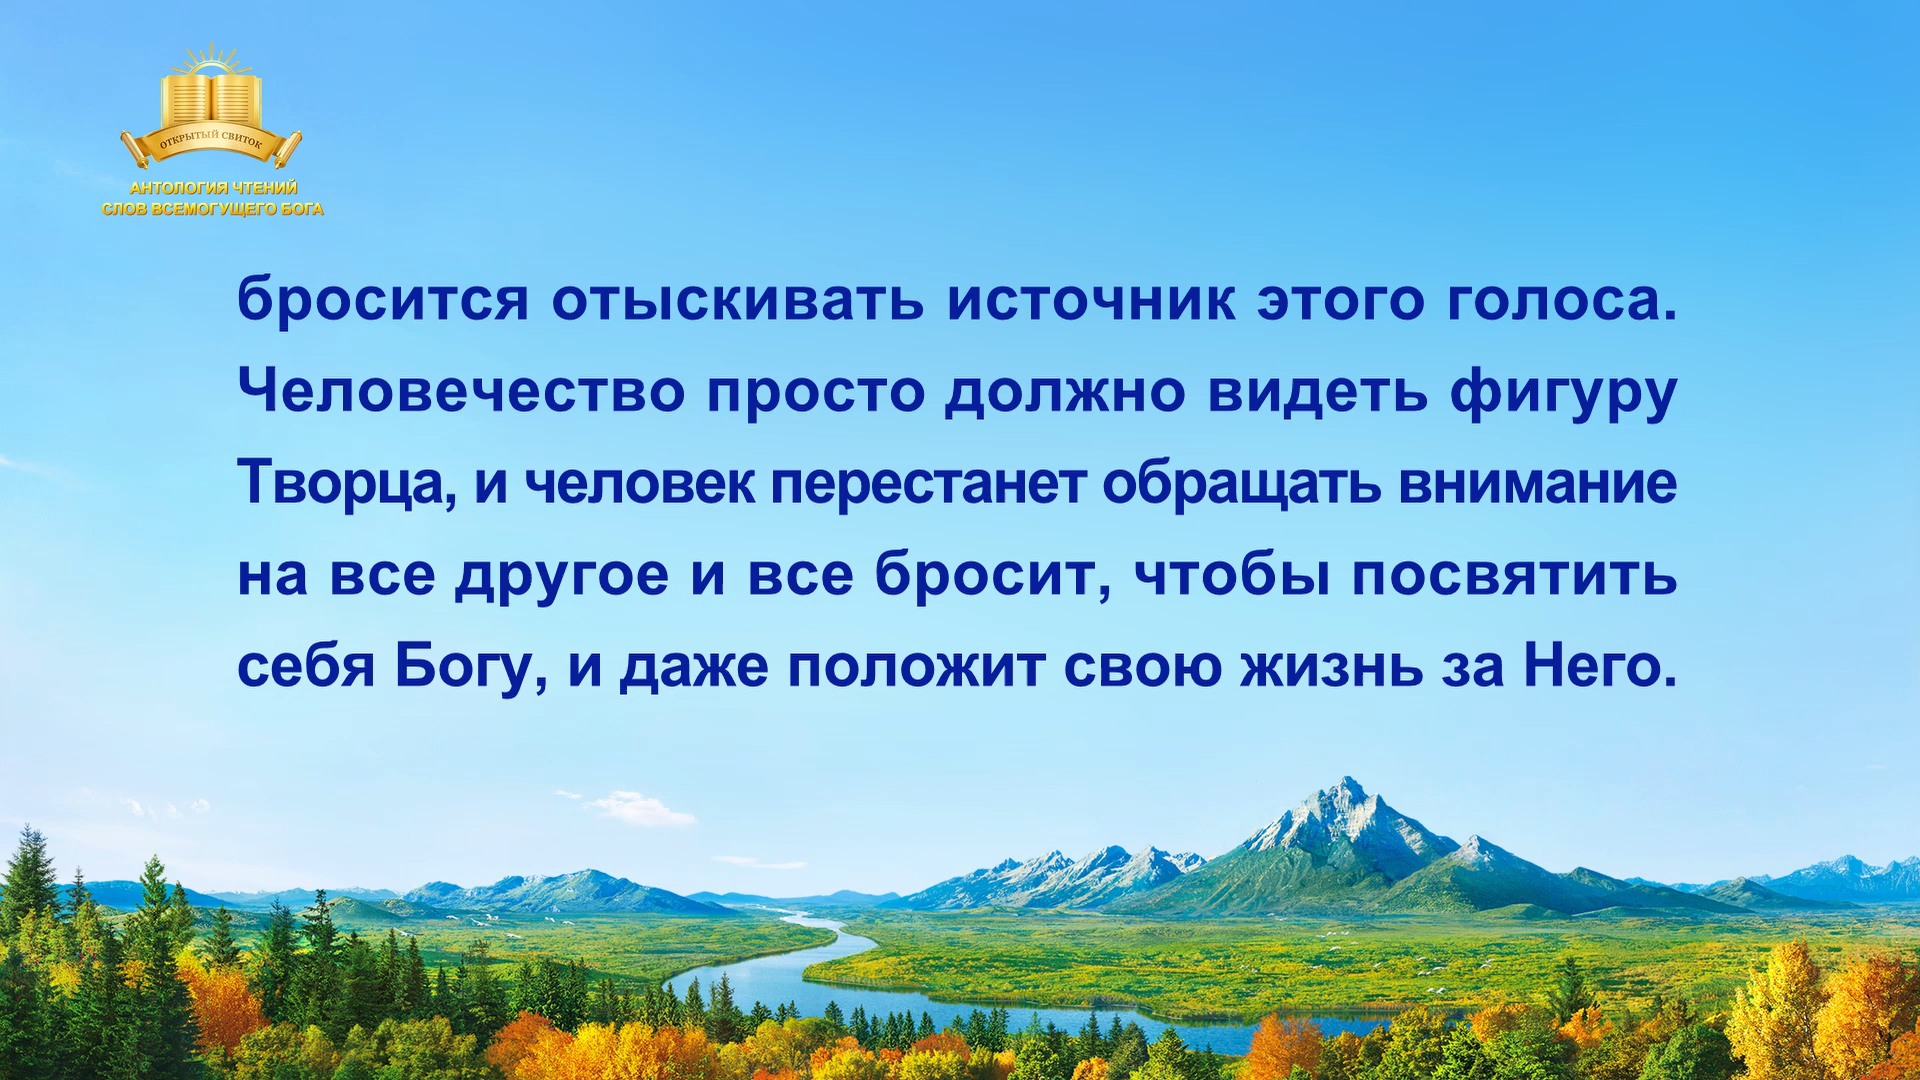 ОТКРЫТЫЙ СВИТОК
АНТОЛОГИЯ ЧТЕНИЙ
СЛОВ ВСЕМОГУЩЕГО БОГА
бросится отыскивать источник этого голоса.
Человечество просто должно видеть фигуру
Творца, и человек перестанет обращать внимание
на все другое и все бросит, чтобы посвятить
себя Богу, и даже положит свою жизнь за Него.